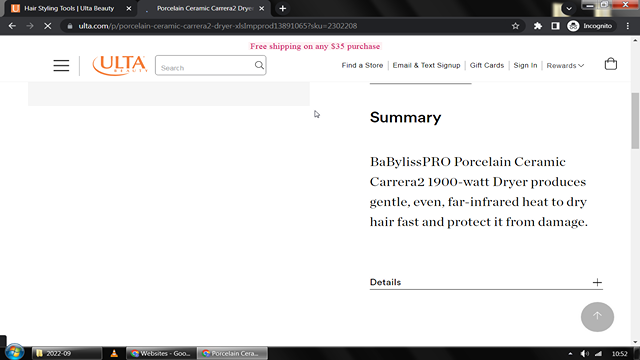 Hair Styling Tools | Ulta Beauty
Porcelain Ceramic Carrera2 Drye
ulta.com/p/porcelain-ceramic-carrera2-dryer-xlsImpprod13891065?sku=2302208
Incognito
Free shipping on any $35 purchase
ULTA
BEAUTY
Search
Find a Store
Email & Text Signup
Gift Cards
Sign In
Rewards
Summary
BaBylissPRO Porcelain Ceramic
Carrera2 1900-watt Dryer produces
gentle, even, far-infrared heat to dry
hair fast and protect it from damage.
Details
2022-09
Websites - Goo...
Porcelain Cera...
10:52